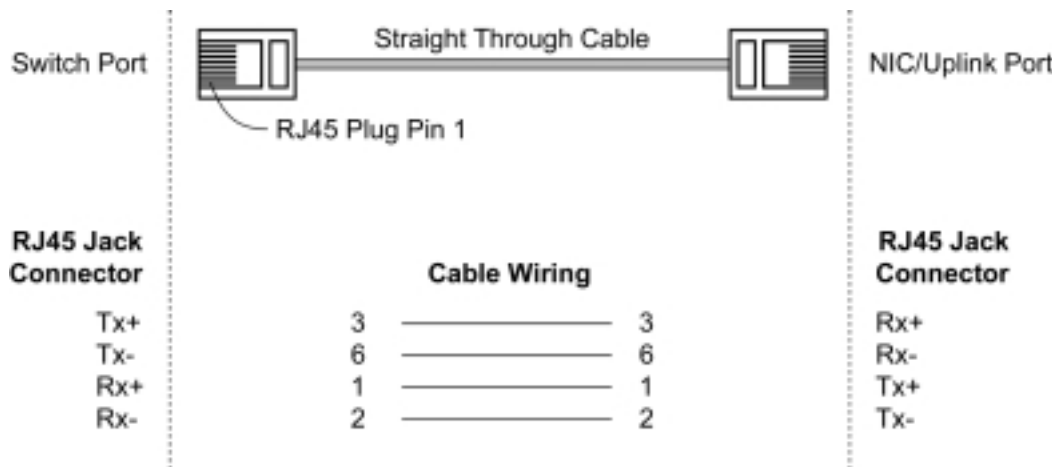 Straight Through Cable
Switch Port NIC/Uplink Port
RJ45 Plug Pin 1
RJ45 Jack RJ45 Jack
Connector Cable Wiring Connector
Tx+ 3 3 Rx+
Tx- 6 6 Rx-
Rx+ 1 1 Tx+
Rx- 2 2 Tx-